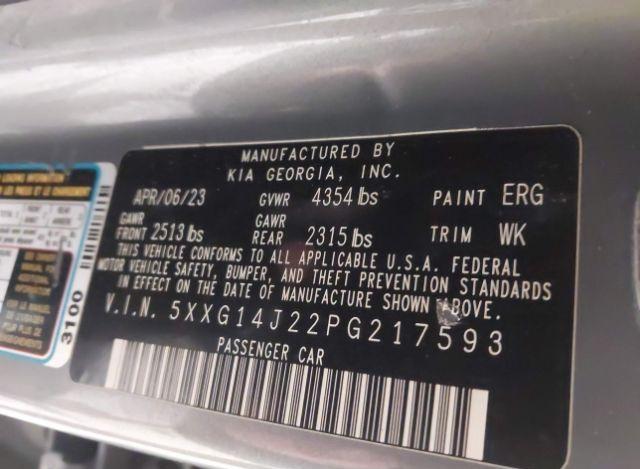 MANUFACTURED BY
KIA GEORGIA, INC.
APR/06/23 GVWR 4354 lbs PAINT ERG
GAWR GAWR
FRONT 2513 lbs REAR 2315 lbs TRIM WK
THIS VEHICLE CONFORMS TO ALL APPLICABLE U.S.A. FEDERAL
MOTOR VEHICLE SAFETY, BUMPER, AND THEFT PREVENTION STANDARDS
IN EFFECT ON THE DATE OF MANUFACTURE SHOWN ABOVE.
V.I.N. 5XXG14J22PG217593
PASSENGER CAR
3100